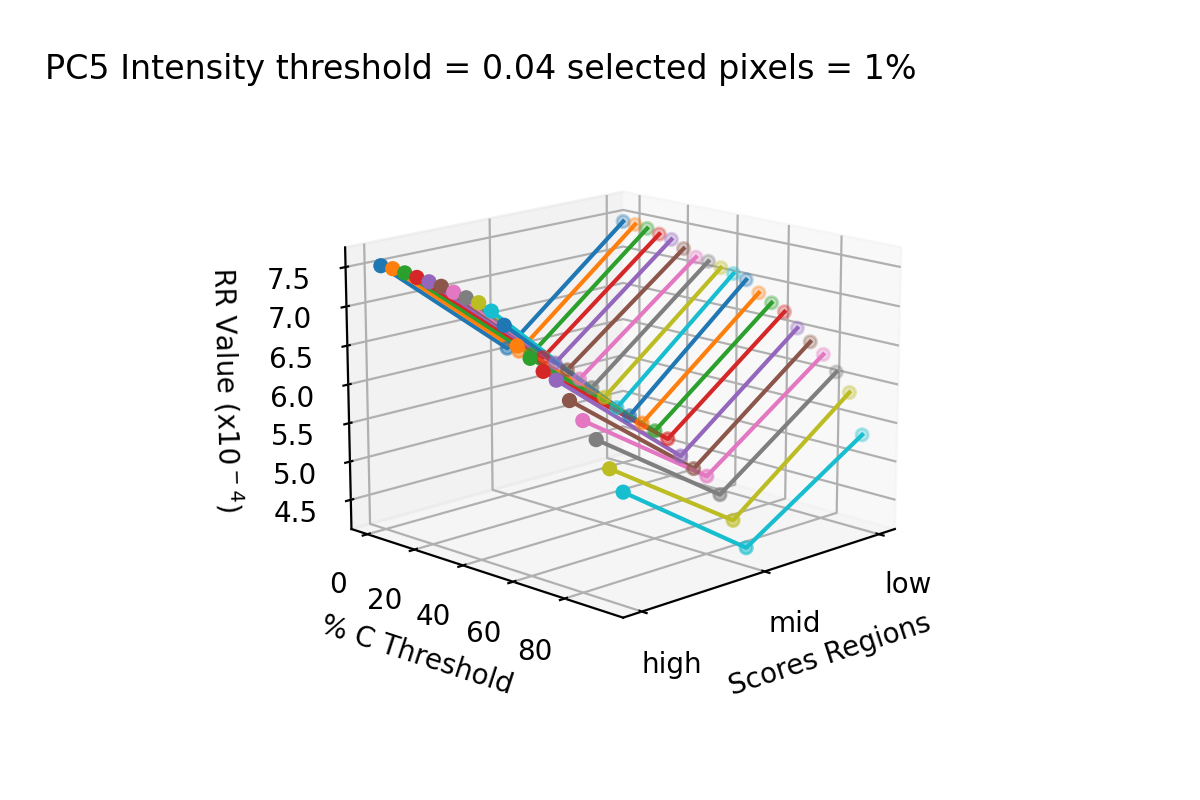 PC5 Intensity threshold = 0.04 selected pixels = 1%
RR Value (x10⁻⁴)
7.5
7.0
6.5
6.0
5.5
5.0
4.5
0
20
40
60
80
% C Threshold
low
mid
high
Scores Regions